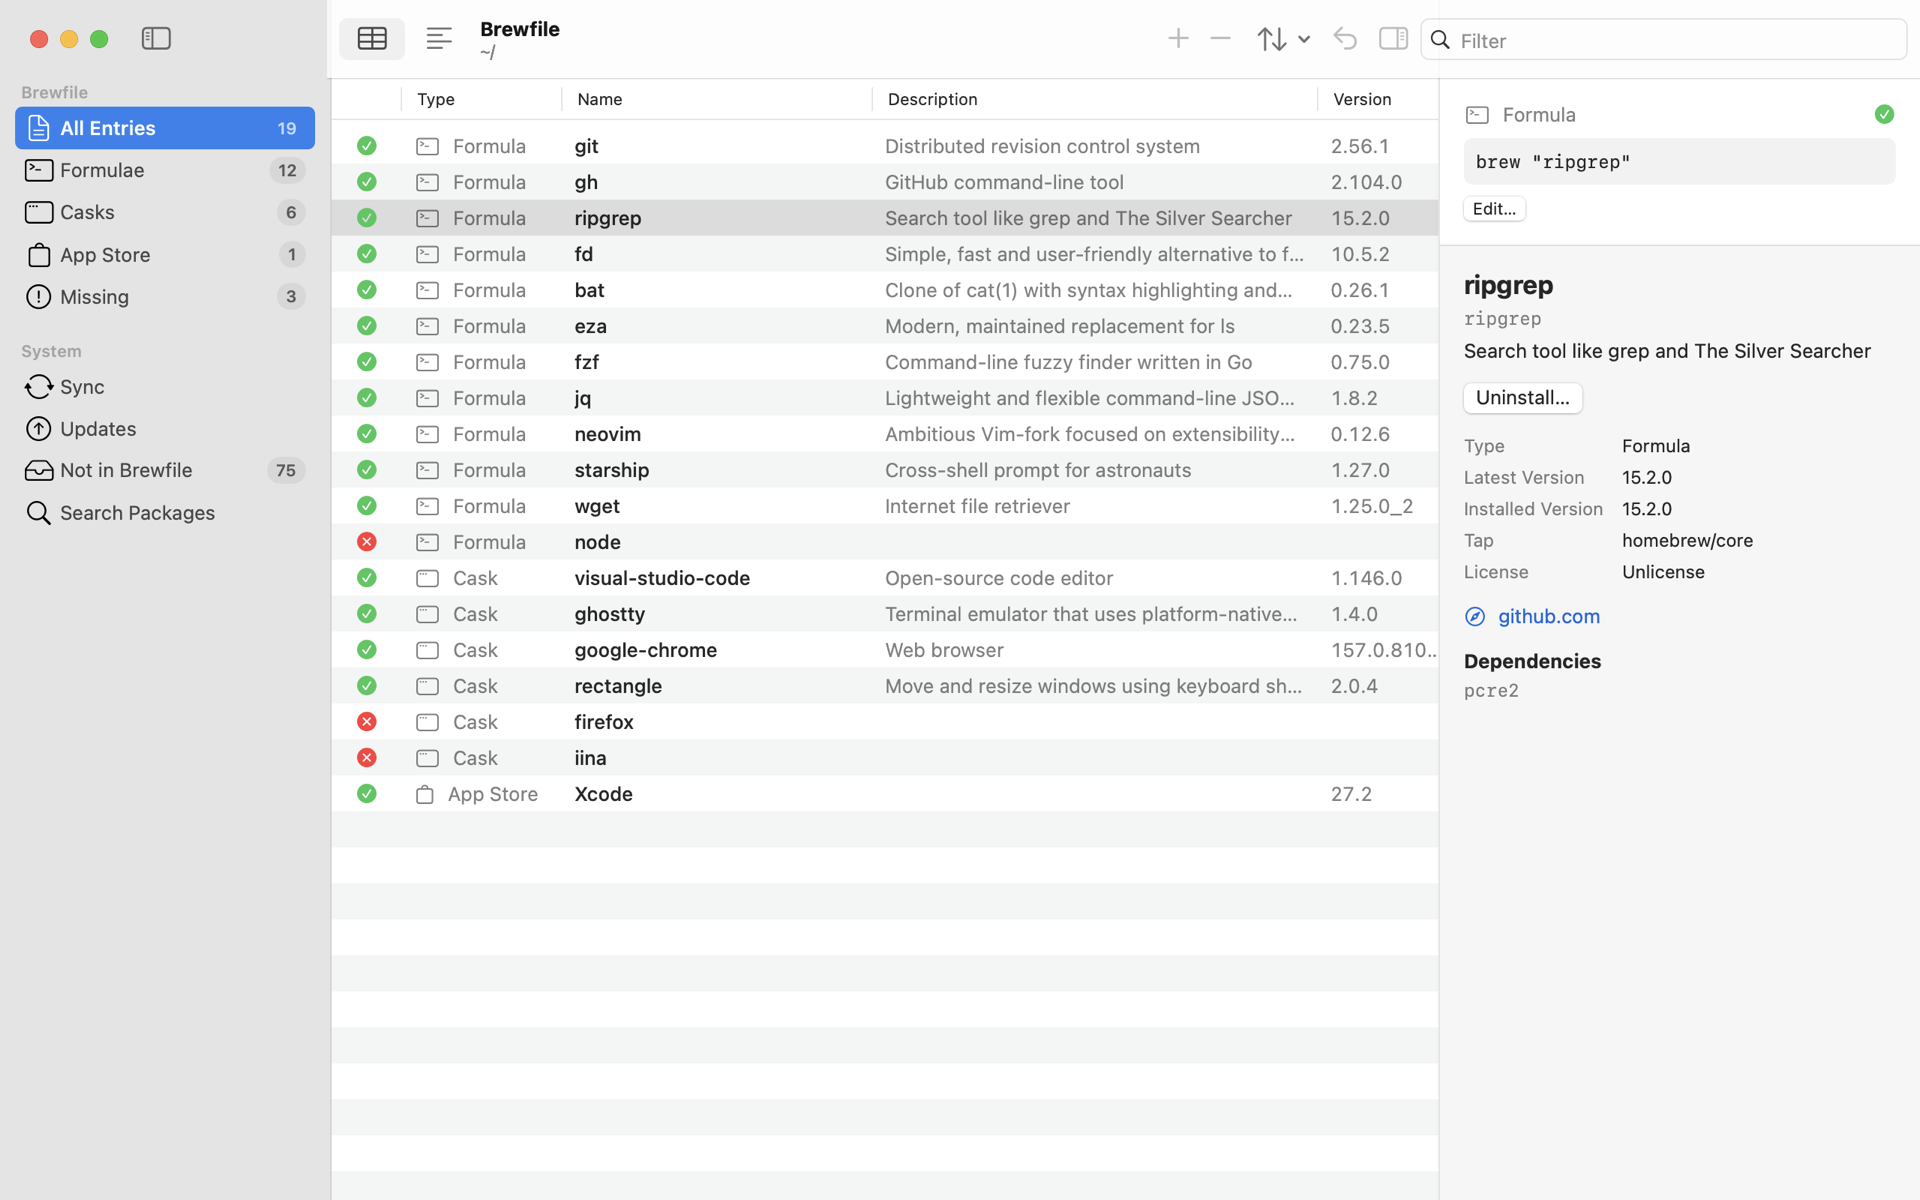 Brewfile
~/
Filter
Brewfile
All Entries 19
Formulae 12
Casks 6
App Store 1
Missing 3
System
Sync
Updates
Not in Brewfile 75
Search Packages
Type Name Description Version
Formula git Distributed revision control system 2.56.1
Formula gh GitHub command-line tool 2.104.0
Formula ripgrep Search tool like grep and The Silver Searcher 15.2.0
Formula fd Simple, fast and user-friendly alternative to f... 10.5.2
Formula bat Clone of cat(1) with syntax highlighting and... 0.26.1
Formula eza Modern, maintained replacement for ls 0.23.5
Formula fzf Command-line fuzzy finder written in Go 0.75.0
Formula jq Lightweight and flexible command-line JSO... 1.8.2
Formula neovim Ambitious Vim-fork focused on extensibility... 0.12.6
Formula starship Cross-shell prompt for astronauts 1.27.0
Formula wget Internet file retriever 1.25.0_2
Formula node
Cask visual-studio-code Open-source code editor 1.146.0
Cask ghostty Terminal emulator that uses platform-native... 1.4.0
Cask google-chrome Web browser 157.0.810..
Cask rectangle Move and resize windows using keyboard sh... 2.0.4
Cask firefox
Cask iina
App Store Xcode 27.2
Formula
brew "ripgrep"
Edit...
ripgrep
ripgrep
Search tool like grep and The Silver Searcher
Uninstall...
Type Formula
Latest Version 15.2.0
Installed Version 15.2.0
Tap homebrew/core
License Unlicense
github.com
Dependencies
pcre2